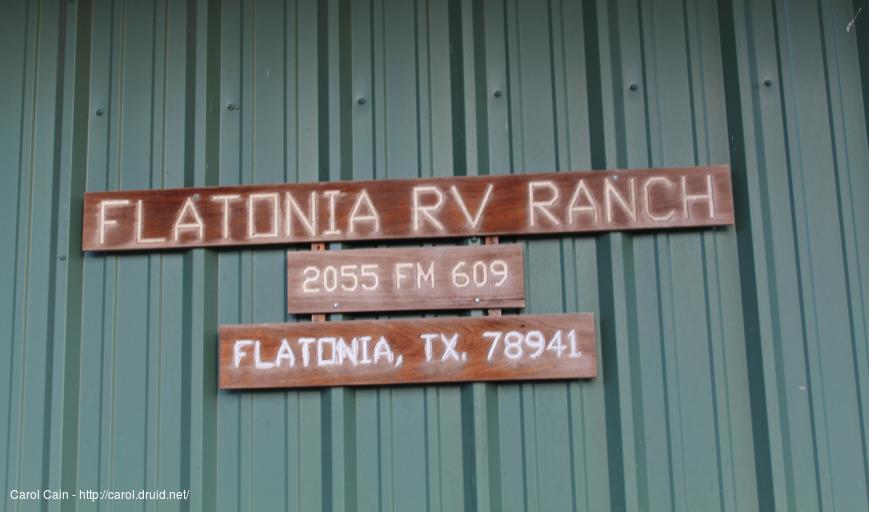 FLATONIA RV RANCH
2055 FM 609
FLATONIA, TX. 78941
Carol Cain - http://carol.druid.net/